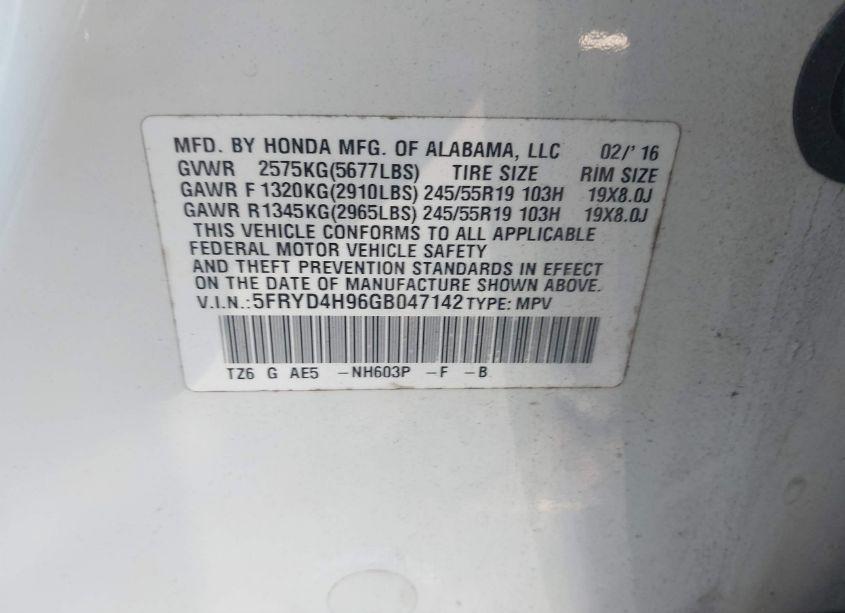 MFD. BY HONDA MFG. OF ALABAMA, LLC 02/' 16
GVWR 2575KG(5677LBS) TIRE SIZE RIM SIZE
GAWR F 1320KG(2910LBS) 245/55R19 103H 19X8.0J
GAWR R1345KG(2965LBS) 245/55R19 103H 19X8.0J
THIS VEHICLE CONFORMS TO ALL APPLICABLE
FEDERAL MOTOR VEHICLE SAFETY
AND THEFT PREVENTION STANDARDS IN EFFECT
ON THE DATE OF MANUFACTURE SHOWN ABOVE.
V.I.N.:5FRYD4H96GB047142 TYPE: MPV
TZ6 G AE5 -NH603P -F -B